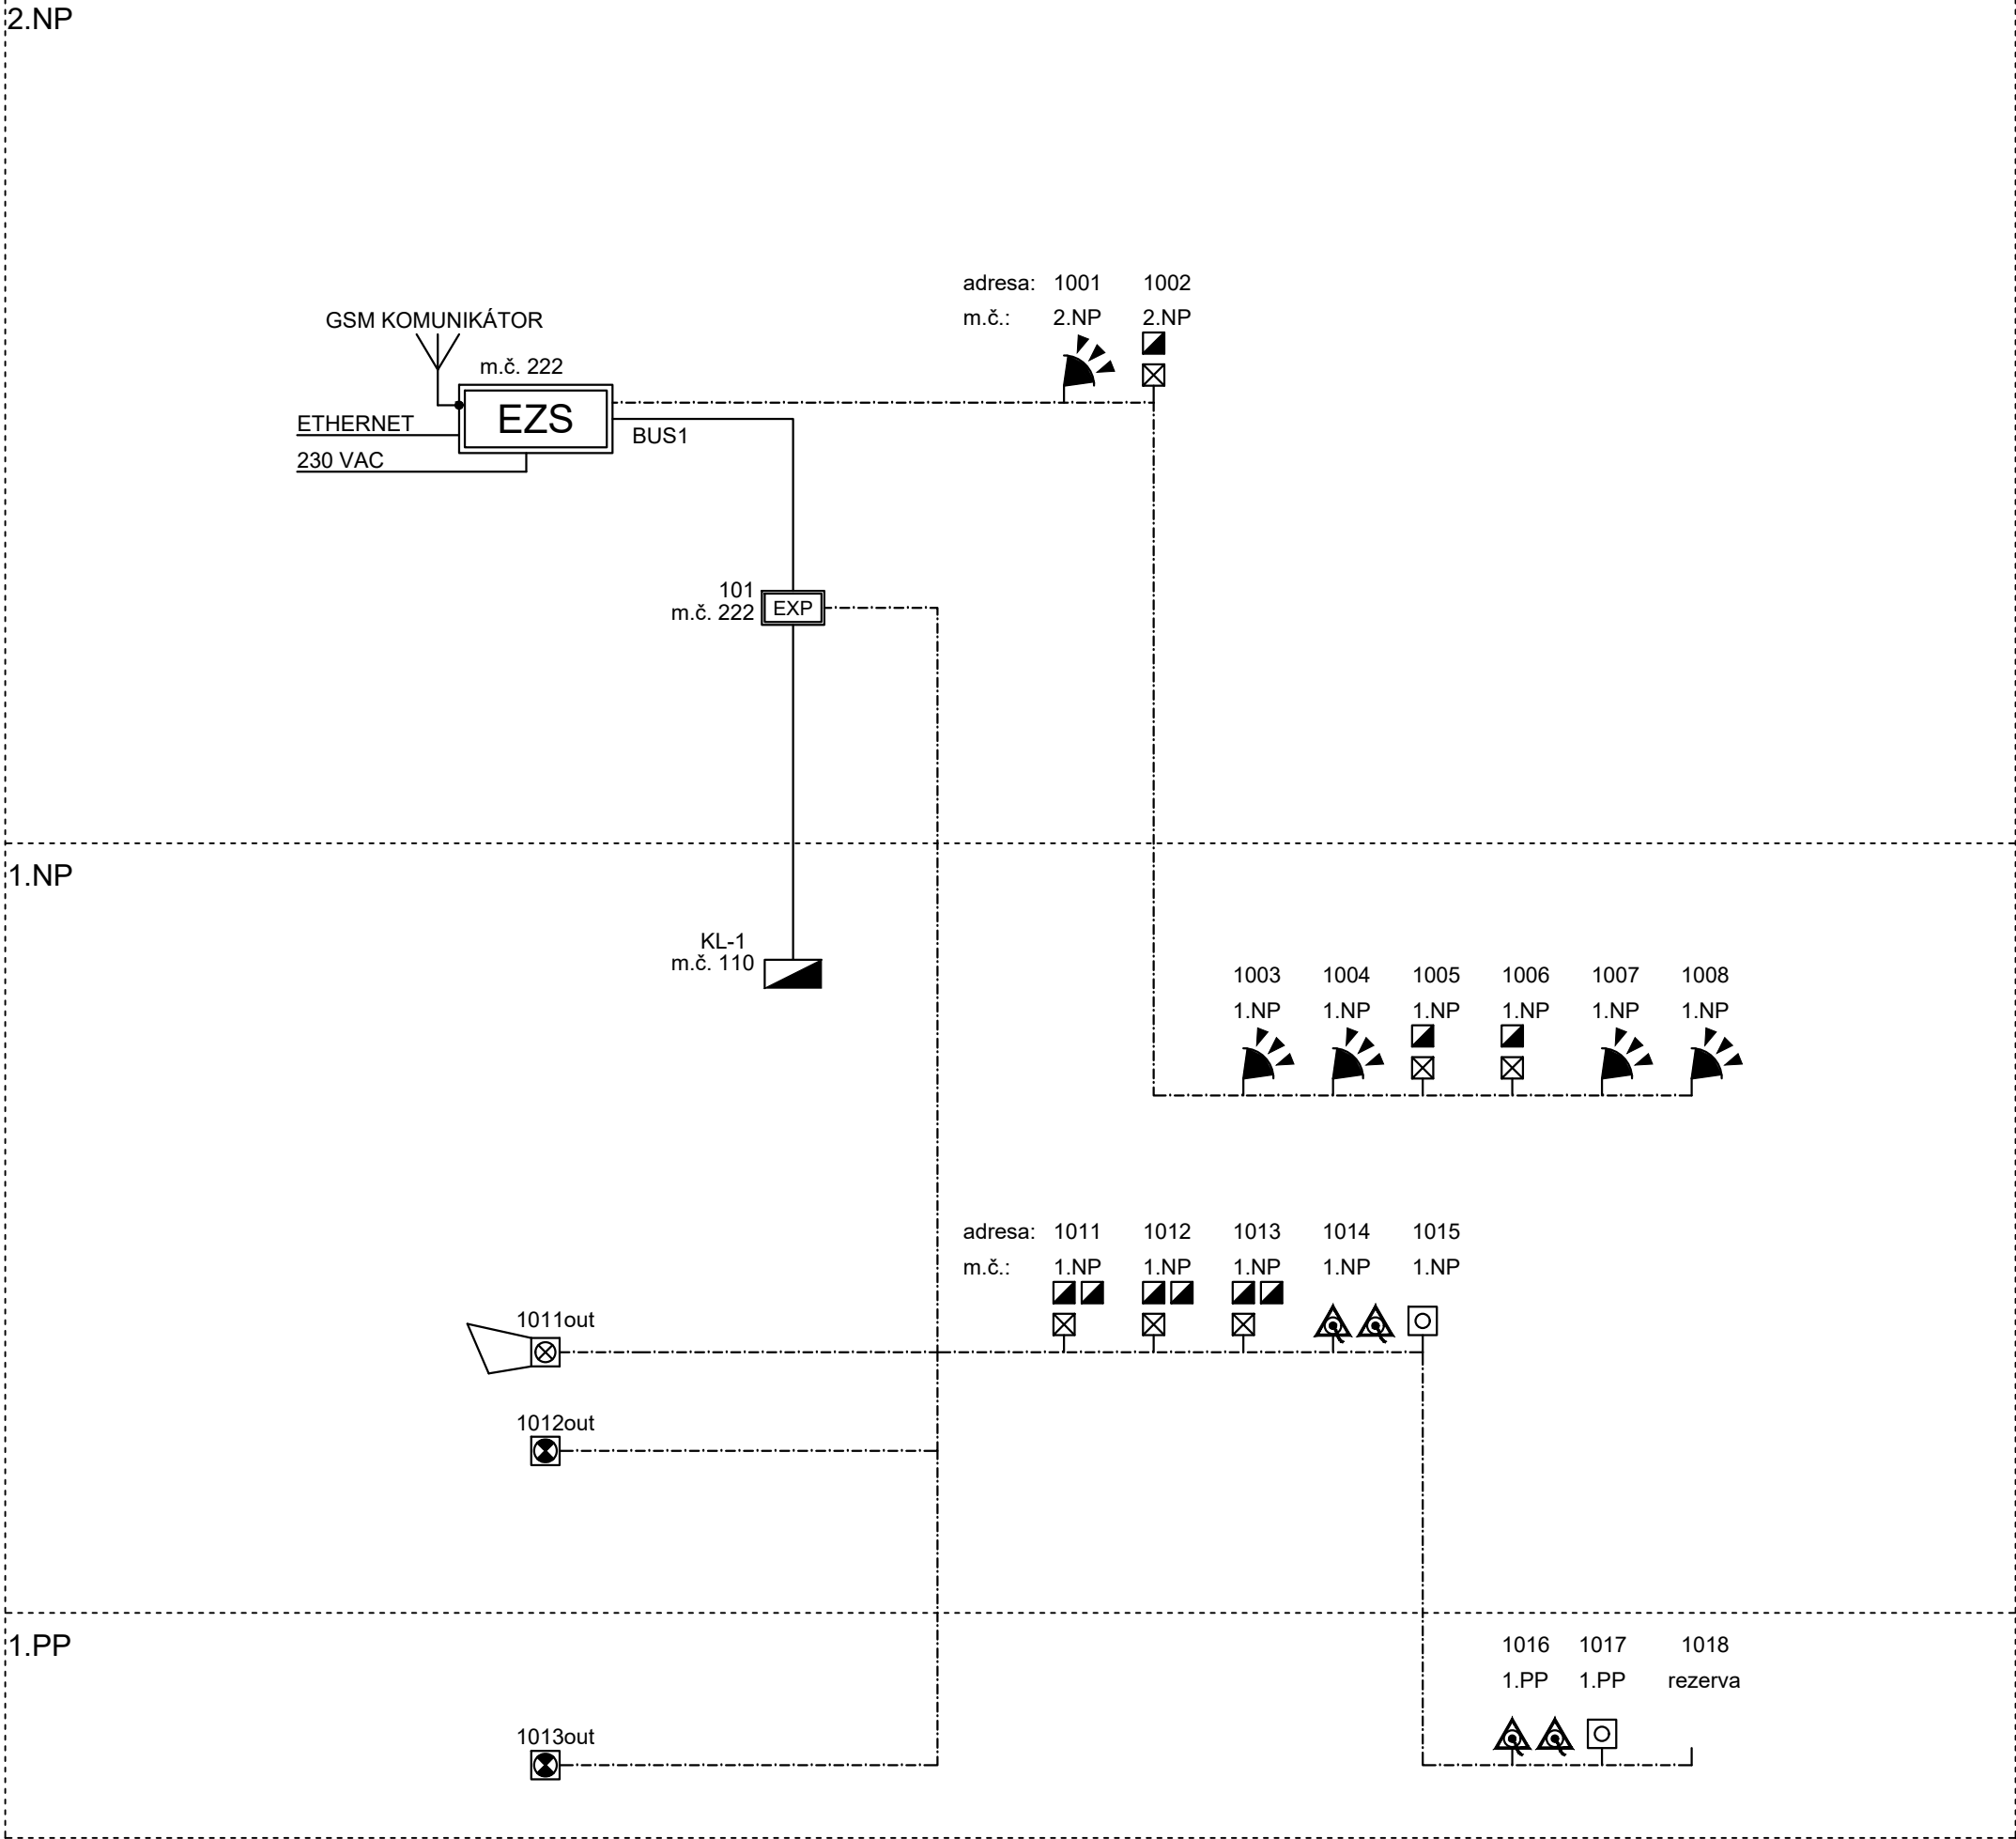 2.NP
adresa: 1001 1002
m.č.: 2.NP 2.NP
GSM KOMUNIKÁTOR
m.č. 222
EZS
ETHERNET
BUS1
230 VAC
101
m.č. 222
EXP
1.NP
KL-1
m.č. 110
1003 1004 1005 1006 1007 1008
1.NP 1.NP 1.NP 1.NP 1.NP 1.NP
adresa: 1011 1012 1013 1014 1015
m.č.: 1.NP 1.NP 1.NP 1.NP 1.NP
1011out
1012out
1.PP
1016 1017 1018
1.PP 1.PP rezerva
1013out